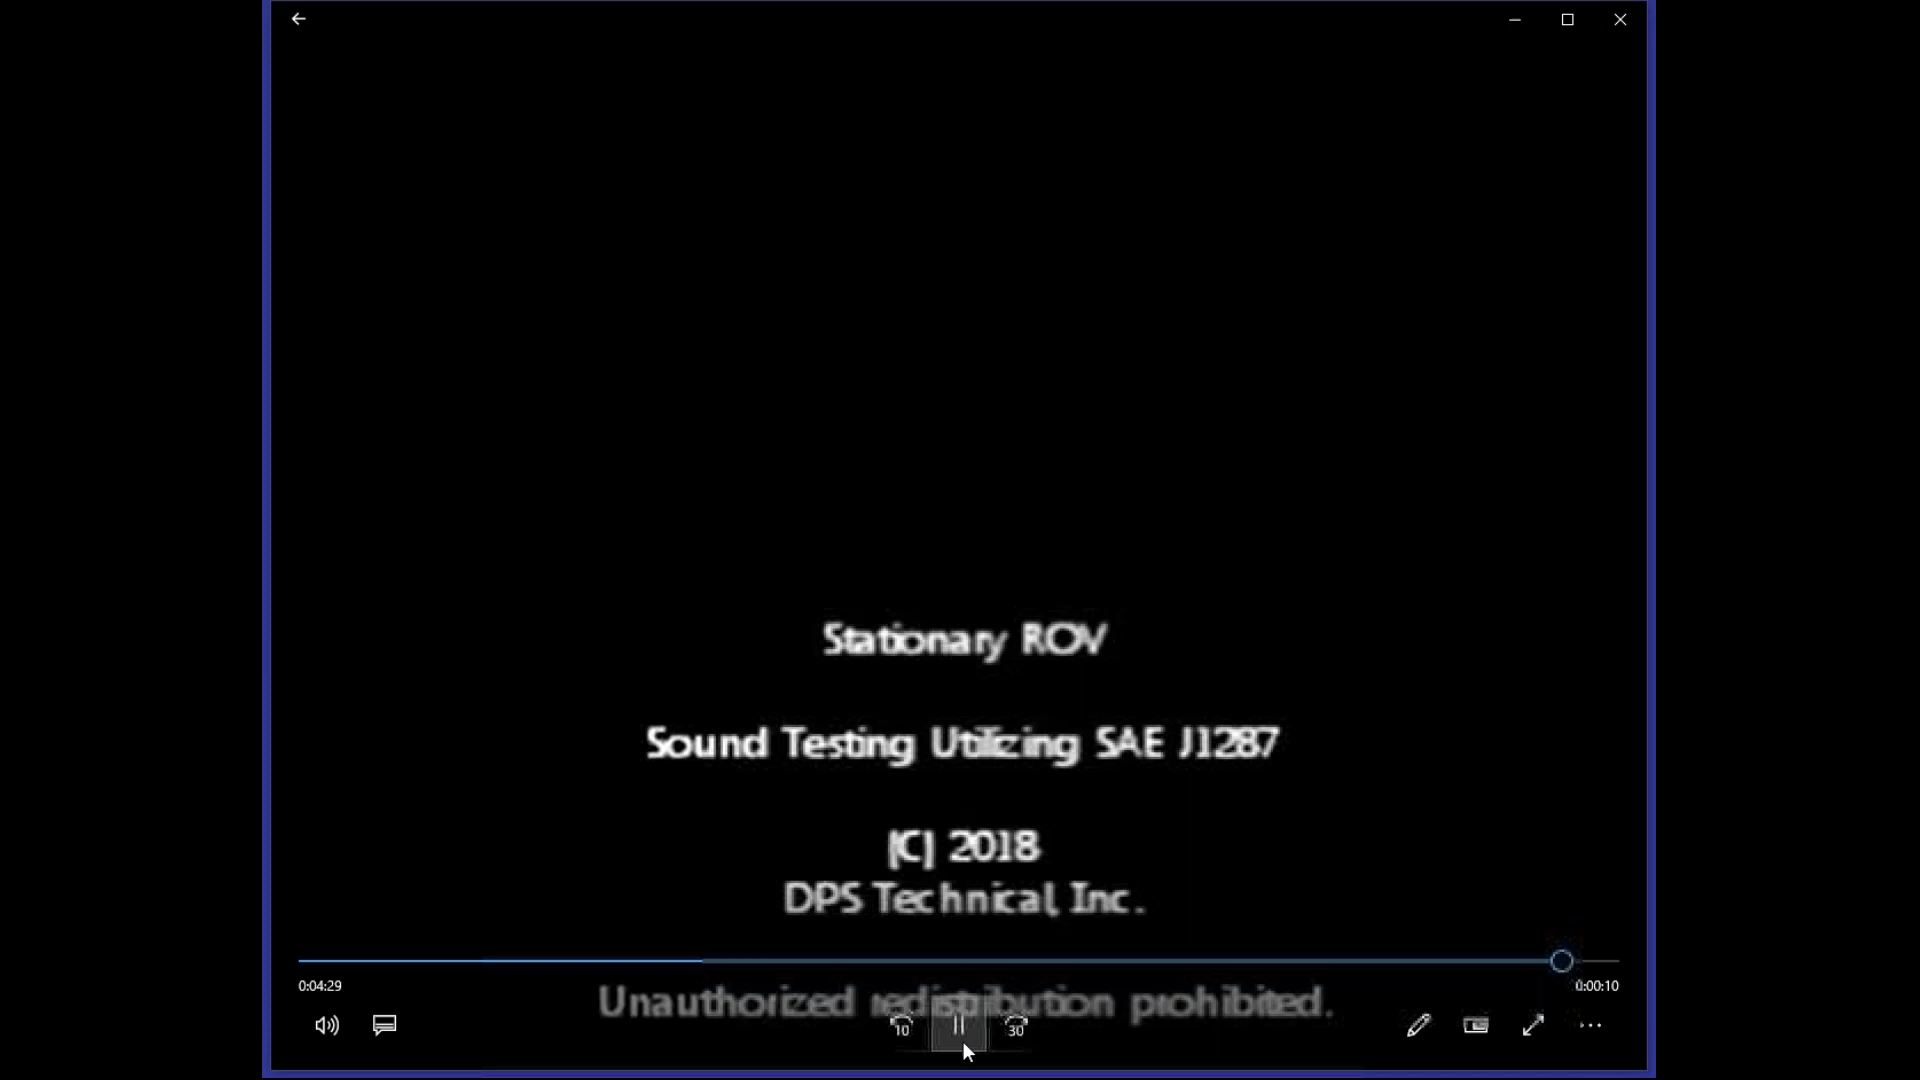 Stationary ROV
Sound Testing Utilizing SAE J1287
(C) 2018
DPS Technical, Inc.
0:04:29
0:00:10
Unauthorized redistribution prohibited.
10
30